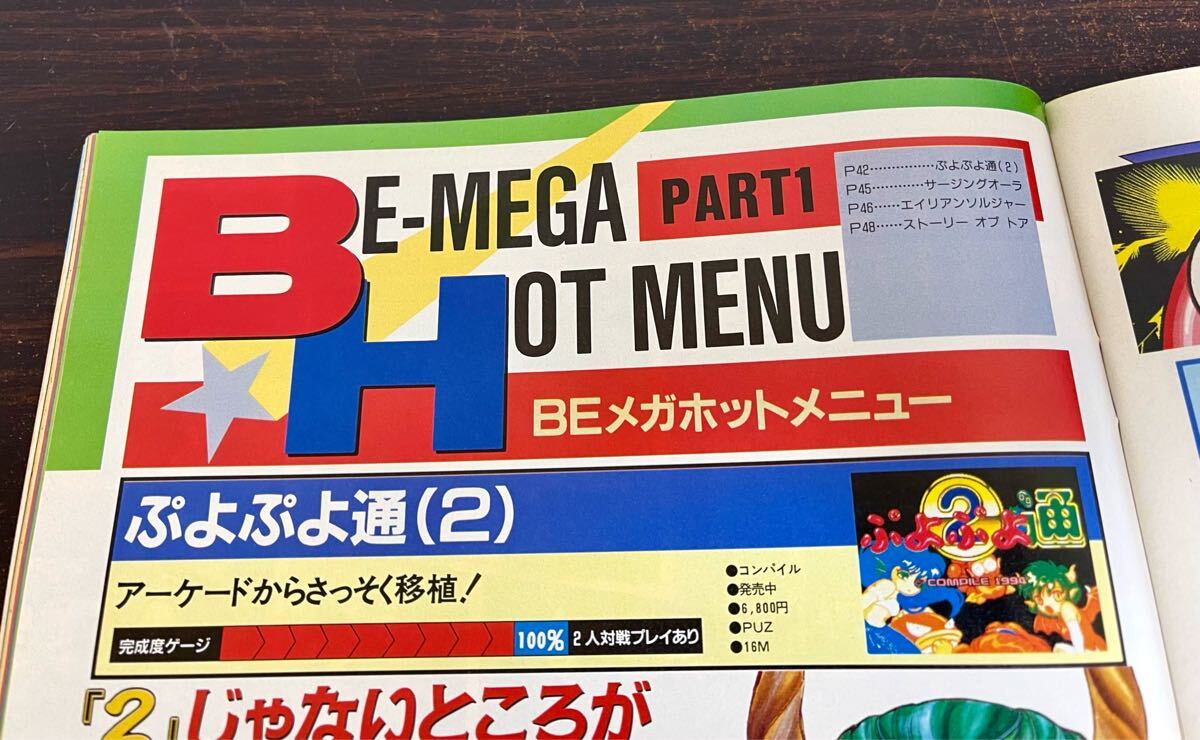 BE-MEGA PART1
HOT MENU
P42……………ぷよぷよ通(2)
P45…………サージングオーラ
P46……エイリアンソルジャー
P48……ストーリー オブ トア
BEメガホットメニュー
ぷよぷよ通(2)
アーケードからさっそく移植!
完成度ゲージ 100% 2人対戦プレイあり
●コンパイル
●発売中
●6,800円
●PUZ
●16M
2
ぷよぷよ通
COMPILE 1994
『2』じゃないところが